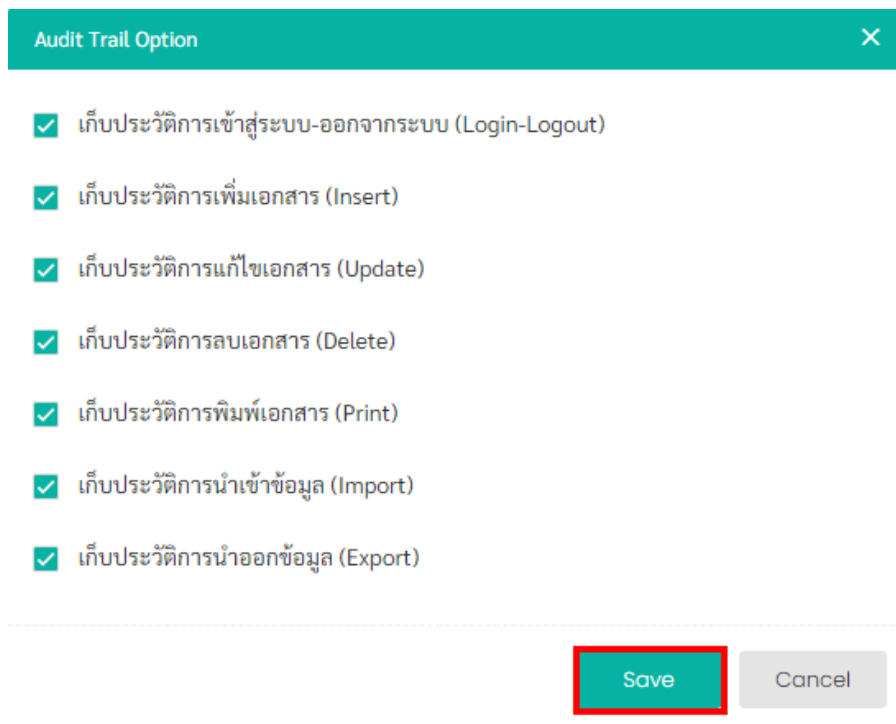 Audit Trail Option
เก็บประวัติการเข้าสู่ระบบ-ออกจากระบบ (Login-Logout)
เก็บประวัติการเพิ่มเอกสาร (Insert)
เก็บประวัติการแก้ไขเอกสาร (Update)
เก็บประวัติการลบเอกสาร (Delete)
เก็บประวัติการพิมพ์เอกสาร (Print)
เก็บประวัติการนำเข้าข้อมูล (Import)
เก็บประวัติการนำออกข้อมูล (Export)
Save Cancel